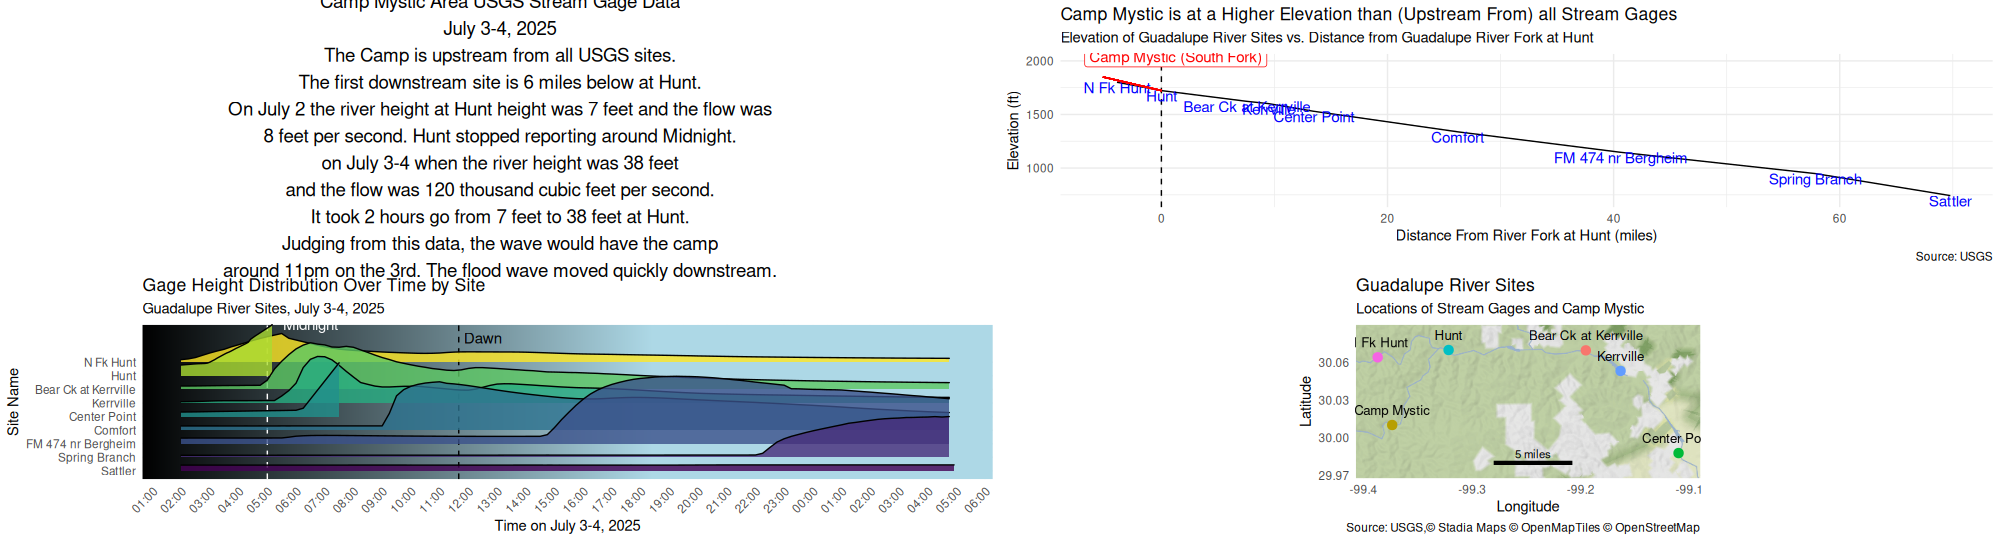 Camp Mystic Area USGS Stream Gage Data
July 3-4, 2025
The Camp is upstream from all USGS sites.
The first downstream site is 6 miles below at Hunt.
On July 2 the river height at Hunt height was 7 feet and the flow was
8 feet per second. Hunt stopped reporting around Midnight.
on July 3-4 when the river height was 38 feet
and the flow was 120 thousand cubic feet per second.
It took 2 hours go from 7 feet to 38 feet at Hunt.
Judging from this data, the wave would have the camp
around 11pm on the 3rd. The flood wave moved quickly downstream.
Camp Mystic is at a Higher Elevation than (Upstream From) all Stream Gages
Elevation of Guadalupe River Sites vs. Distance from Guadalupe River Fork at Hunt
Elevation (ft)
2000
1500
1000
Camp Mystic (South Fork)
N Fk Hunt
Hunt
Bear Ck at Kerrville
Kerrville
Center Point
Comfort
FM 474 nr Bergheim
Spring Branch
Sattler
0 20 40 60
Distance From River Fork at Hunt (miles)
Source: USGS
Gage Height Distribution Over Time by Site
Guadalupe River Sites, July 3-4, 2025
Midnight
Dawn
Site Name
N Fk Hunt
Hunt
Bear Ck at Kerrville
Kerrville
Center Point
Comfort
FM 474 nr Bergheim
Spring Branch
Sattler
01:00 02:00 03:00 04:00 05:00 06:00 07:00 08:00 09:00 10:00 11:00 12:00 13:00 14:00 15:00 16:00 17:00 18:00 19:00 20:00 21:00 22:00 23:00 00:00 01:00 02:00 03:00 04:00 05:00 06:00
Time on July 3-4, 2025
Guadalupe River Sites
Locations of Stream Gages and Camp Mystic
Latitude
30.06
30.03
30.00
29.97
Fk Hunt
Hunt
Bear Ck at Kerrville
Kerrville
Camp Mystic
Center Po
5 miles
-99.4 -99.3 -99.2 -99.1
Longitude
Source: USGS,© Stadia Maps © OpenMapTiles © OpenStreetMap